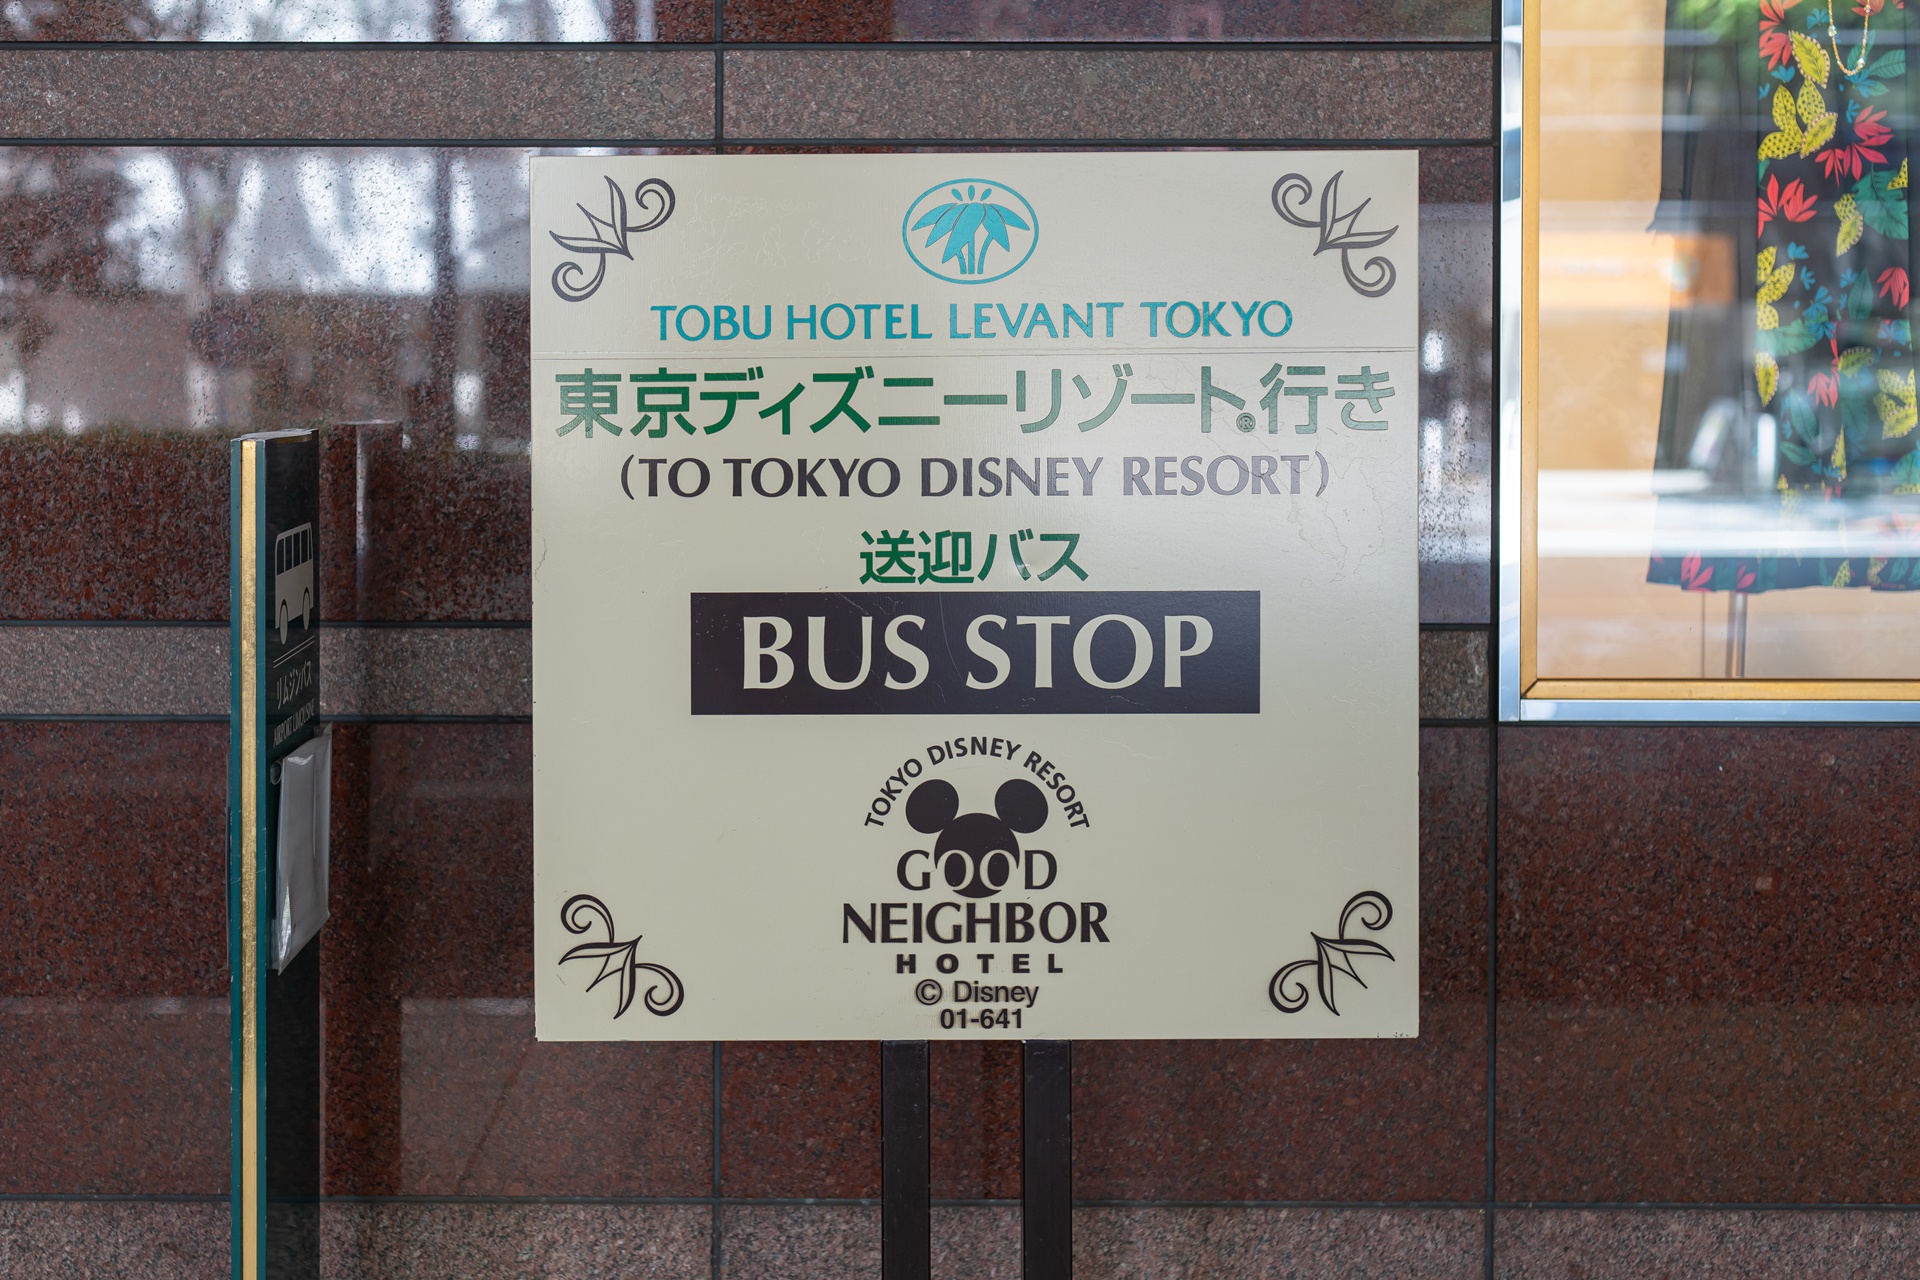 TOBU HOTEL LEVANT TOKYO
東京ディズニーリゾート®行き
(TO TOKYO DISNEY RESORT)
送迎バス
BUS STOP
TOKYO DISNEY RESORT
GOOD
NEIGHBOR
HOTEL
© Disney
01-641
リムジンバス
AIRPORT LIMOUSINE